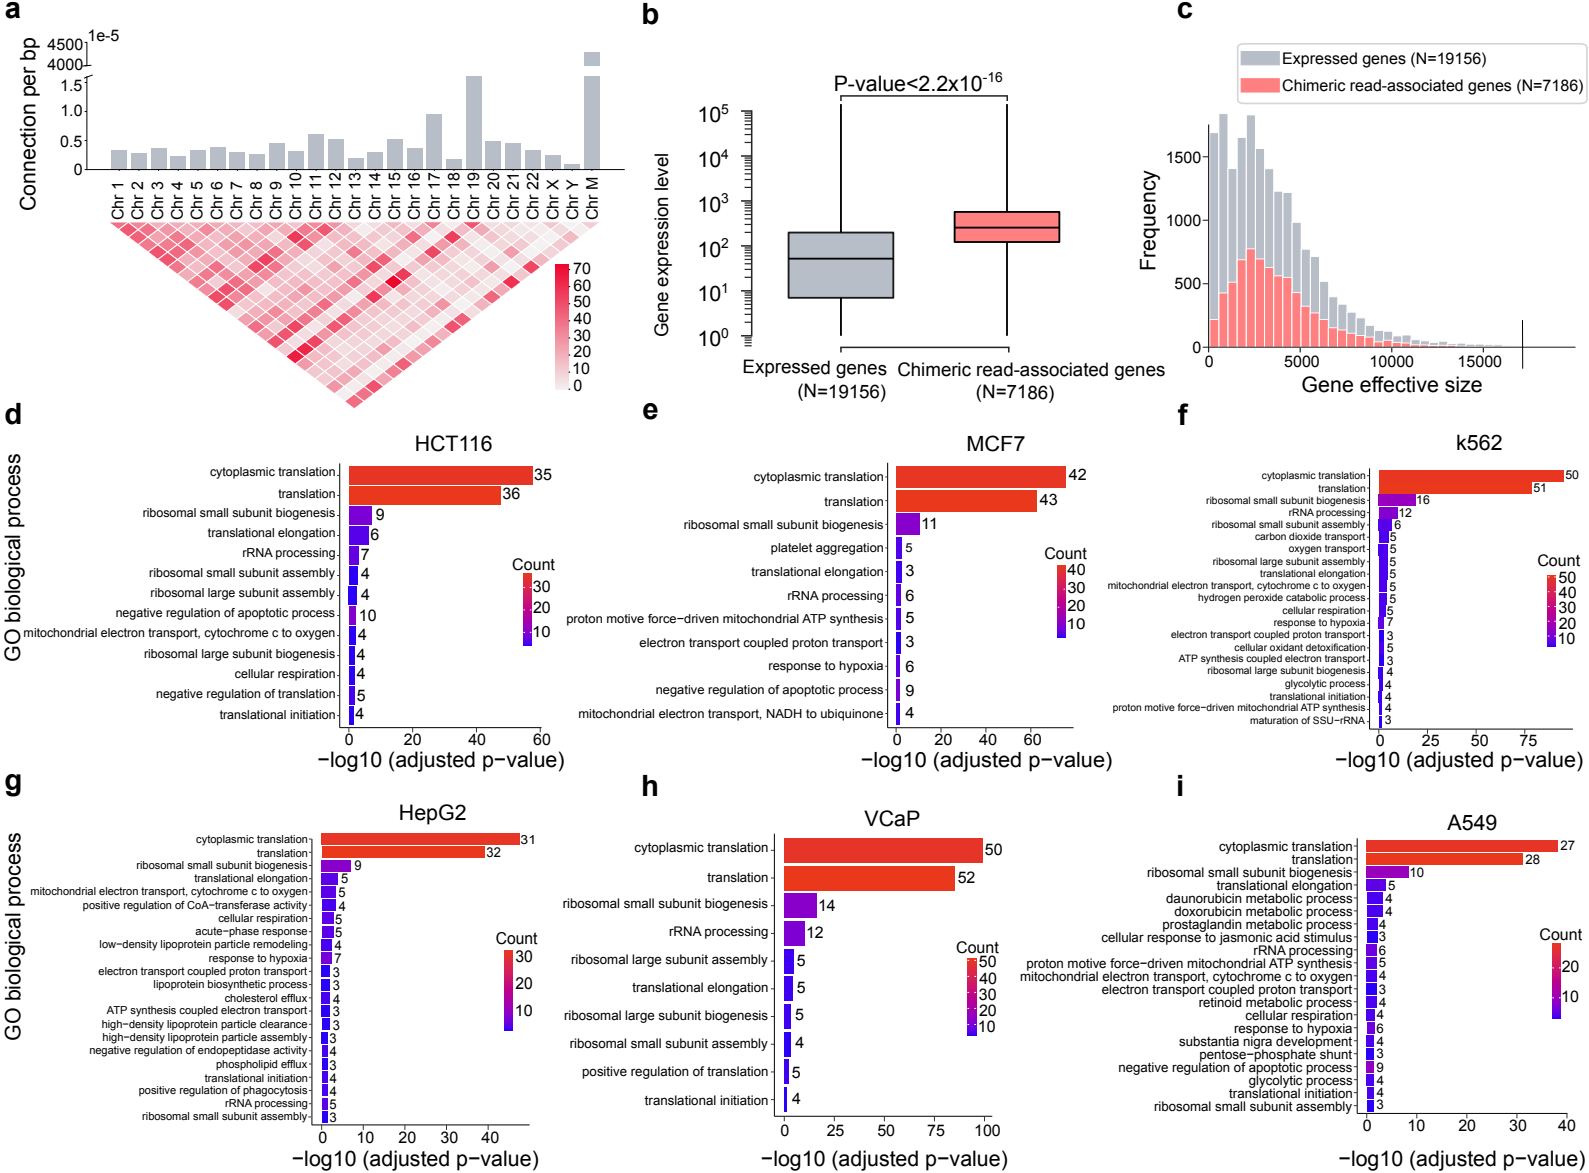 a
1e-5
4500
4000
1.5
1.0
0.5
0
Connection per bp
Chr 1
Chr 2
Chr 3
Chr 4
Chr 5
Chr 6
Chr 7
Chr 8
Chr 9
Chr 10
Chr 11
Chr 12
Chr 13
Chr 14
Chr 15
Chr 16
Chr 17
Chr 18
Chr 19
Chr 20
Chr 21
Chr 22
Chr X
Chr Y
Chr M
70
60
50
40
30
20
10
0
b
P-value<2.2x10-16
Gene expression level
10^5
10^4
10^3
10^2
10^1
10^0
Expressed genes
(N=19156)
Chimeric read-associated genes
(N=7186)
c
Expressed genes (N=19156)
Chimeric read-associated genes (N=7186)
Frequency
1500
1000
500
0
0 5000 10000 15000
Gene effective size
d
HCT116
GO biological process
cytoplasmic translation 35
translation 36
ribosomal small subunit biogenesis 9
translational elongation 6
rRNA processing 7
ribosomal small subunit assembly 4
ribosomal large subunit assembly 4
negative regulation of apoptotic process 10
mitochondrial electron transport, cytochrome c to oxygen 4
ribosomal large subunit biogenesis 4
cellular respiration 4
negative regulation of translation 5
translational initiation 4
Count
30
20
10
0 20 40 60
−log10 (adjusted p−value)
e
MCF7
cytoplasmic translation 42
translation 43
ribosomal small subunit biogenesis 11
platelet aggregation 5
translational elongation 3
rRNA processing 6
proton motive force−driven mitochondrial ATP synthesis 5
electron transport coupled proton transport 3
response to hypoxia 6
negative regulation of apoptotic process 9
mitochondrial electron transport, NADH to ubiquinone 4
Count
40
30
20
10
0 20 40 60
−log10 (adjusted p−value)
f
k562
cytoplasmic translation 50
translation 51
ribosomal small subunit biogenesis 16
rRNA processing 12
ribosomal small subunit assembly 6
carbon dioxide transport 5
oxygen transport 5
ribosomal large subunit assembly 5
translational elongation 5
mitochondrial electron transport, cytochrome c to oxygen 5
hydrogen peroxide catabolic process 5
cellular respiration 5
response to hypoxia 7
electron transport coupled proton transport 3
cellular oxidant detoxification 5
ATP synthesis coupled electron transport 3
ribosomal large subunit biogenesis 4
glycolytic process 4
translational initiation 4
proton motive force−driven mitochondrial ATP synthesis 4
maturation of SSU−rRNA 3
Count
50
40
30
20
10
0 25 50 75
−log10 (adjusted p−value)
g
HepG2
GO biological process
cytoplasmic translation 31
translation 32
ribosomal small subunit biogenesis 9
translational elongation 5
mitochondrial electron transport, cytochrome c to oxygen 5
positive regulation of CoA−transferase activity 4
cellular respiration 5
acute−phase response 5
low−density lipoprotein particle remodeling 4
response to hypoxia 7
electron transport coupled proton transport 3
lipoprotein biosynthetic process 3
cholesterol efflux 4
ATP synthesis coupled electron transport 3
high−density lipoprotein particle clearance 3
high−density lipoprotein particle assembly 3
negative regulation of endopeptidase activity 4
phospholipid efflux 3
translational initiation 4
positive regulation of phagocytosis 4
rRNA processing 5
ribosomal small subunit assembly 3
Count
30
20
10
0 10 20 30 40
−log10 (adjusted p−value)
h
VCaP
cytoplasmic translation 50
translation 52
ribosomal small subunit biogenesis 14
rRNA processing 12
ribosomal large subunit assembly 5
translational elongation 5
ribosomal large subunit biogenesis 5
ribosomal small subunit assembly 4
positive regulation of translation 5
translational initiation 4
Count
50
40
30
20
10
0 25 50 75 100
−log10 (adjusted p−value)
i
A549
cytoplasmic translation 27
translation 28
ribosomal small subunit biogenesis 10
translational elongation 5
daunorubicin metabolic process 4
doxorubicin metabolic process 4
prostaglandin metabolic process 4
cellular response to jasmonic acid stimulus 3
rRNA processing 6
proton motive force−driven mitochondrial ATP synthesis 5
mitochondrial electron transport, cytochrome c to oxygen 4
electron transport coupled proton transport 3
retinoid metabolic process 4
cellular respiration 4
response to hypoxia 6
substantia nigra development 4
pentose−phosphate shunt 3
negative regulation of apoptotic process 9
glycolytic process 4
translational initiation 4
ribosomal small subunit assembly 3
Count
20
10
0 10 20 30 40
−log10 (adjusted p−value)